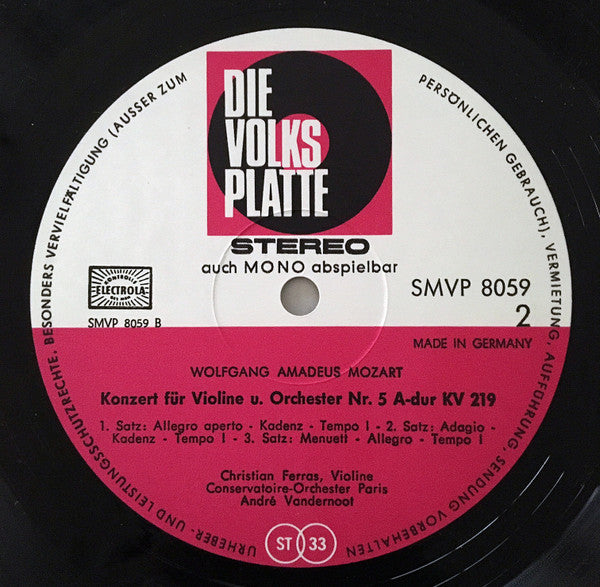 DIE
VOLKS
PLATTE
STEREO
auch MONO abspielbar
ELECTROLA
SMVP 8059 B
SMVP 8059
2
MADE IN GERMANY
WOLFGANG AMADEUS MOZART
Konzert für Violine u. Orchester Nr. 5 A-dur KV 219
1. Satz: Allegro aperto - Kadenz - Tempo I - 2. Satz: Adagio -
Kadenz - Tempo I - 3. Satz: Menuett - Allegro - Tempo I
Christian Ferras, Violine
Conservatoire-Orchester Paris
André Vandernoot
ST 33
URHEBER- UND LEISTUNGSSCHUTZRECHTE, BESONDERS VERVIELFÄLTIGUNG (AUSSER ZUM PERSÖNLICHEN GEBRAUCH), VERMIETUNG, AUFFÜHRUNG, SENDUNG VORBEHALTEN